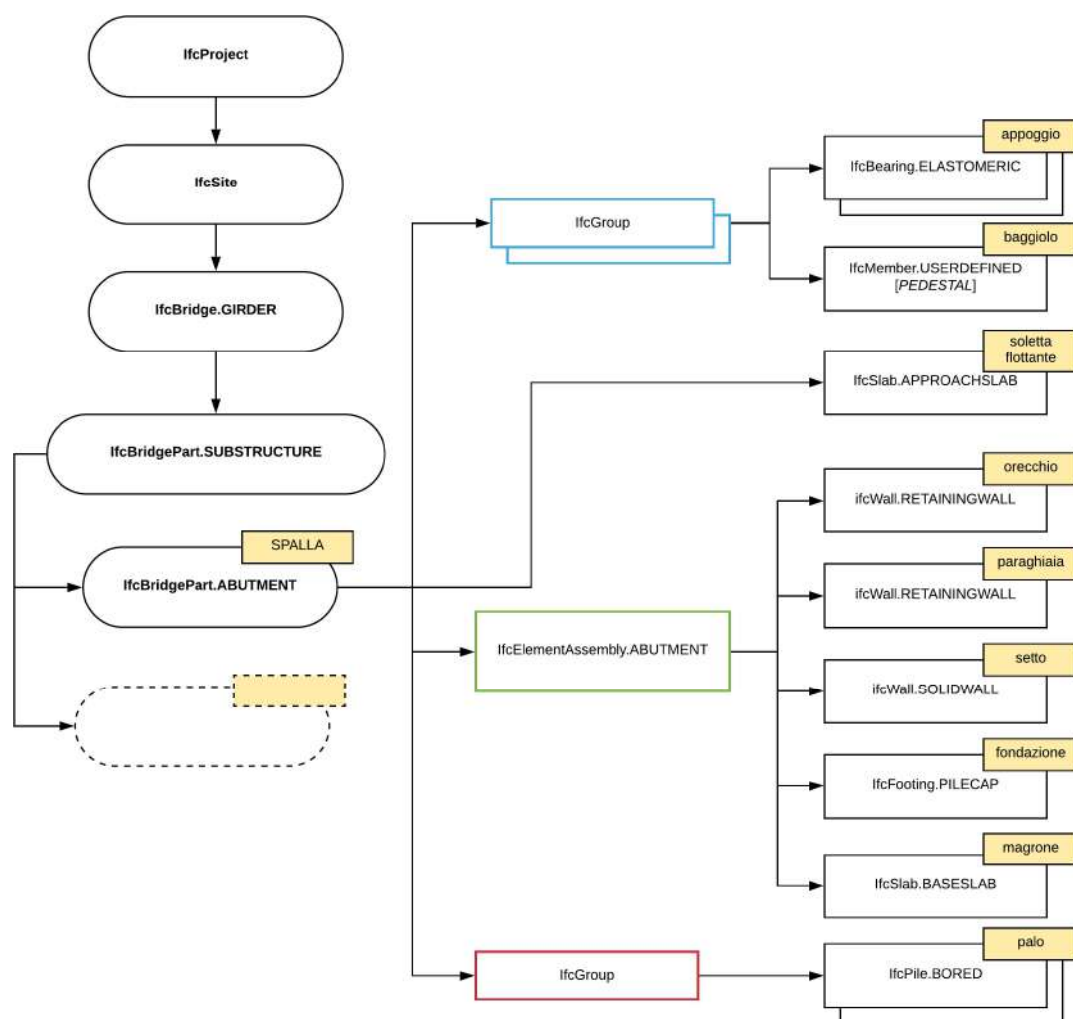 IfcProject
IfcSite
IfcBridge.GIRDER
IfcBridgePart.SUBSTRUCTURE
SPALLA
IfcBridgePart.ABUTMENT
IfcGroup
IfcElementAssembly.ABUTMENT
IfcGroup
appoggio
IfcBearing.ELASTOMERIC
baggiolo
IfcMember.USERDEFINED
[PEDESTAL]
soletta
flottante
IfcSlab.APPROACHSLAB
orecchio
ifcWall.RETAININGWALL
paraghiaia
ifcWall.RETAININGWALL
setto
ifcWall.SOLIDWALL
fondazione
IfcFooting.PILECAP
magrone
IfcSlab.BASESLAB
palo
IfcPile.BORED